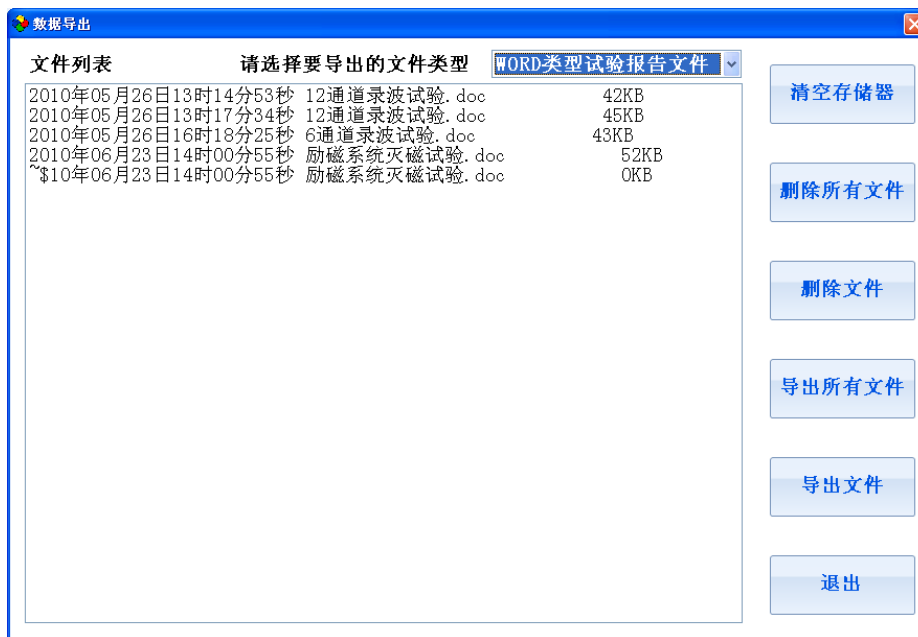 数据导出
文件列表 请选择要导出的文件类型 WORD类型试验报告文件
2010年05月26日13时14分53秒 12通道录波试验.doc 42KB
2010年05月26日13时17分34秒 12通道录波试验.doc 45KB
2010年05月26日16时18分25秒 6通道录波试验.doc 43KB
2010年06月23日14时00分55秒 励磁系统灭磁试验.doc 52KB
~$10年06月23日14时00分55秒 励磁系统灭磁试验.doc 0KB
清空存储器
删除所有文件
删除文件
导出所有文件
导出文件
退出